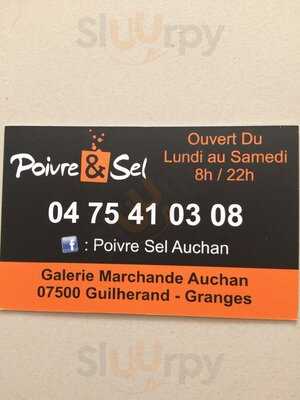 Sluurpy
Poivre & Sel
Ouvert Du
Lundi au Samedi
8h / 22h
04 75 41 03 08
f : Poivre Sel Auchan
Galerie Marchande Auchan
07500 Guilherand - Granges
Sluurpy